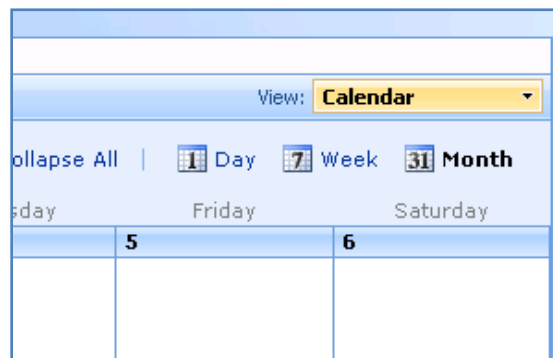 View: Calendar
ollapse All | 1 Day 7 Week 31 Month
sday Friday Saturday
5 6